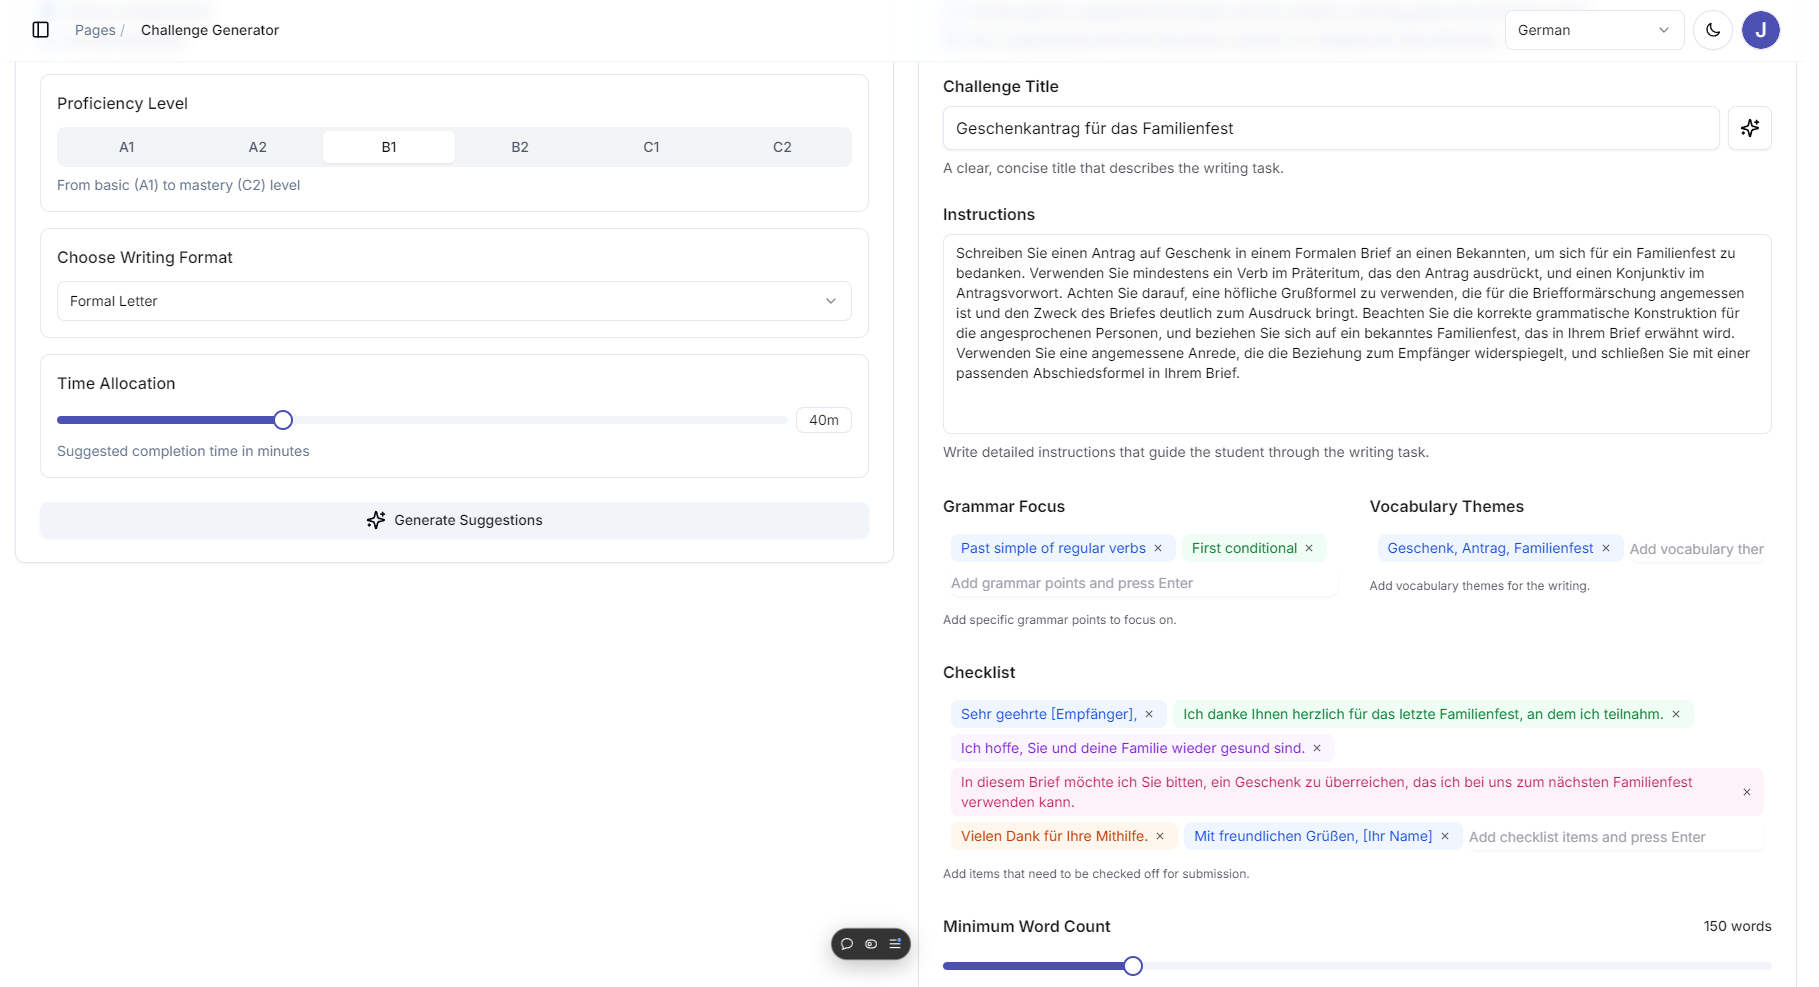 Pages / Challenge Generator
German
J
Proficiency Level
A1 A2 B1 B2 C1 C2
From basic (A1) to mastery (C2) level
Choose Writing Format
Formal Letter
Time Allocation
40m
Suggested completion time in minutes
Generate Suggestions
Challenge Title
Geschenkantrag für das Familienfest
A clear, concise title that describes the writing task.
Instructions
Schreiben Sie einen Antrag auf Geschenk in einem Formalen Brief an einen Bekannten, um sich für ein Familienfest zu
bedanken. Verwenden Sie mindestens ein Verb im Präteritum, das den Antrag ausdrückt, und einen Konjunktiv im
Antragsvorwort. Achten Sie darauf, eine höfliche Grußformel zu verwenden, die für die Briefformärschung angemessen
ist und den Zweck des Briefes deutlich zum Ausdruck bringt. Beachten Sie die korrekte grammatische Konstruktion für
die angesprochenen Personen, und beziehen Sie sich auf ein bekanntes Familienfest, das in Ihrem Brief erwähnt wird.
Verwenden Sie eine angemessene Anrede, die die Beziehung zum Empfänger widerspiegelt, und schließen Sie mit einer
passenden Abschiedsformel in Ihrem Brief.
Write detailed instructions that guide the student through the writing task.
Grammar Focus
Past simple of regular verbs × First conditional ×
Add grammar points and press Enter
Add specific grammar points to focus on.
Vocabulary Themes
Geschenk, Antrag, Familienfest × Add vocabulary ther
Add vocabulary themes for the writing.
Checklist
Sehr geehrte [Empfänger], × Ich danke Ihnen herzlich für das letzte Familienfest, an dem ich teilnahm. ×
Ich hoffe, Sie und deine Familie wieder gesund sind. ×
In diesem Brief möchte ich Sie bitten, ein Geschenk zu überreichen, das ich bei uns zum nächsten Familienfest
verwenden kann. ×
Vielen Dank für Ihre Mithilfe. × Mit freundlichen Grüßen, [Ihr Name] × Add checklist items and press Enter
Add items that need to be checked off for submission.
Minimum Word Count 150 words